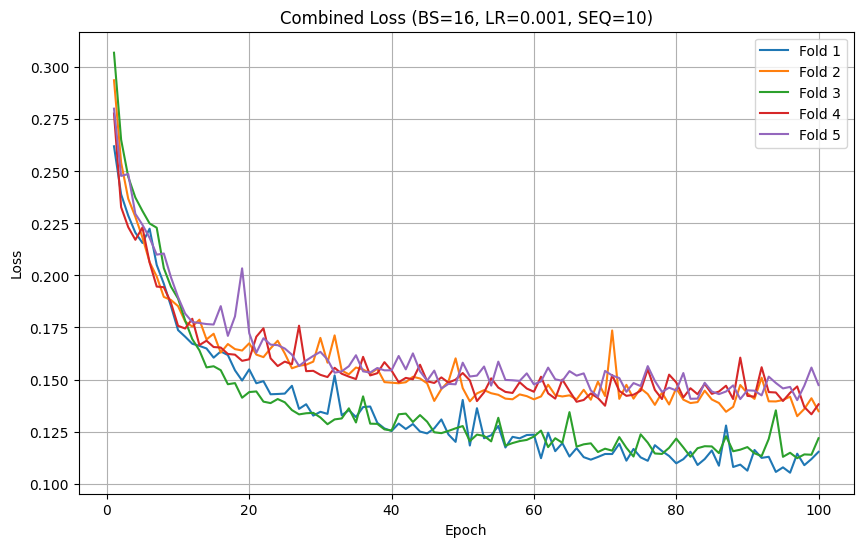 Combined Loss (BS=16, LR=0.001, SEQ=10)
Fold 1
Fold 2
Fold 3
Fold 4
Fold 5
Loss
0.300
0.275
0.250
0.225
0.200
0.175
0.150
0.125
0.100
0 20 40 60 80 100
Epoch